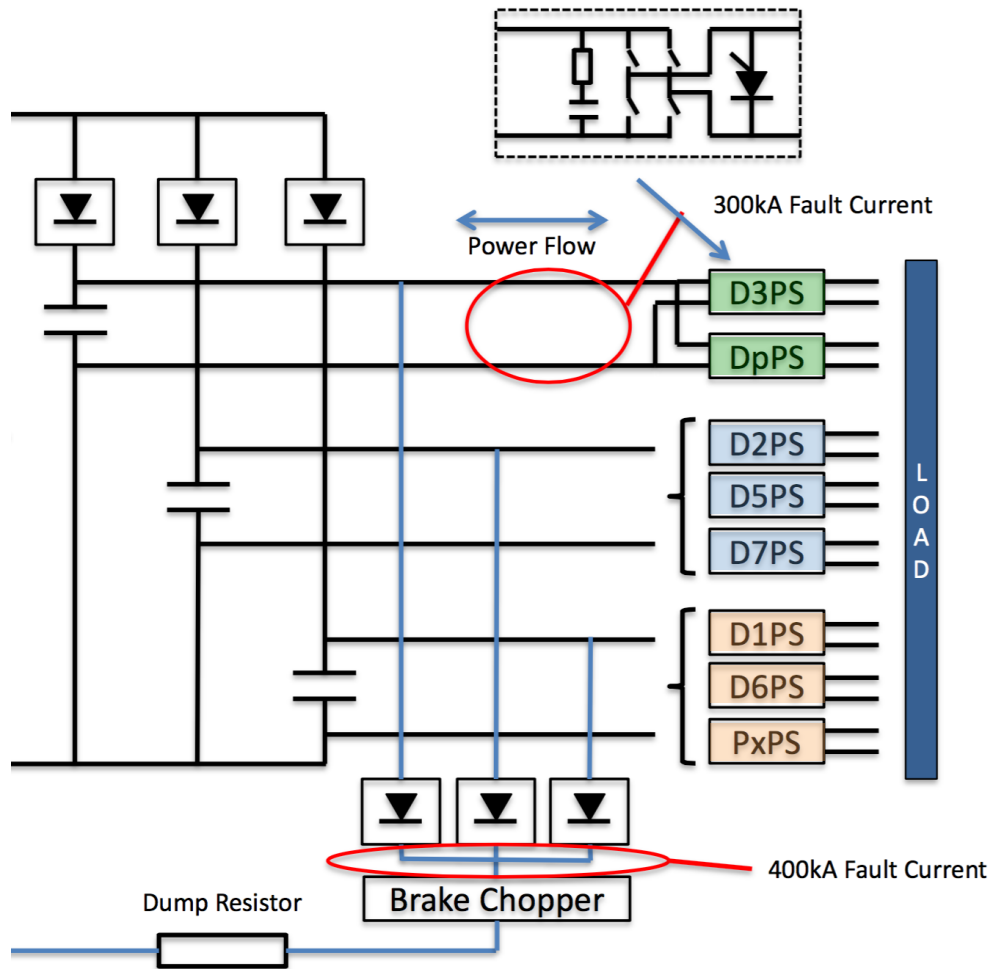 300kA Fault Current
Power Flow
D3PS
DpPS
D2PS
D5PS
D7PS
LOAD
D1PS
D6PS
PxPS
400kA Fault Current
Brake Chopper
Dump Resistor